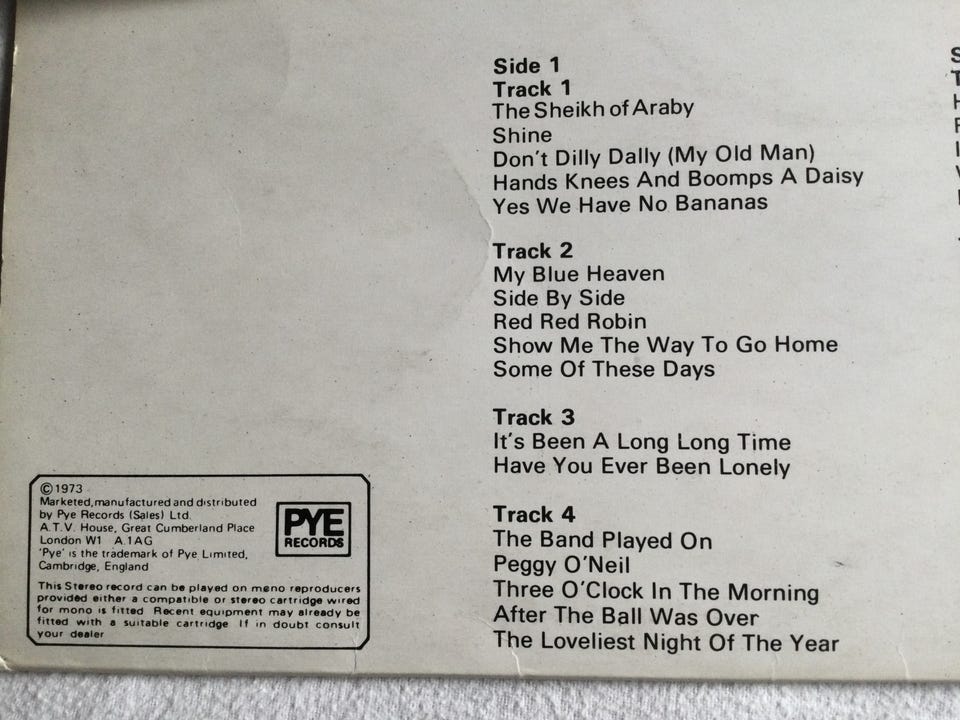 Side 1
Track 1
The Sheikh of Araby
Shine
Don't Dilly Dally (My Old Man)
Hands Knees And Boomps A Daisy
Yes We Have No Bananas
Track 2
My Blue Heaven
Side By Side
Red Red Robin
Show Me The Way To Go Home
Some Of These Days
Track 3
It's Been A Long Long Time
Have You Ever Been Lonely
Track 4
The Band Played On
Peggy O'Neil
Three O'Clock In The Morning
After The Ball Was Over
The Loveliest Night Of The Year
© 1973
Marketed, manufactured and distributed
by Pye Records (Sales) Ltd.
A.T.V. House, Great Cumberland Place
London W1 A.1AG
'Pye' is the trademark of Pye Limited,
Cambridge, England
PYE
RECORDS
This Stereo record can be played on mono reproducers
provided either a compatible or stereo cartridge wired
for mono is fitted Recent equipment may already be
fitted with a suitable cartridge If in doubt consult
your dealer